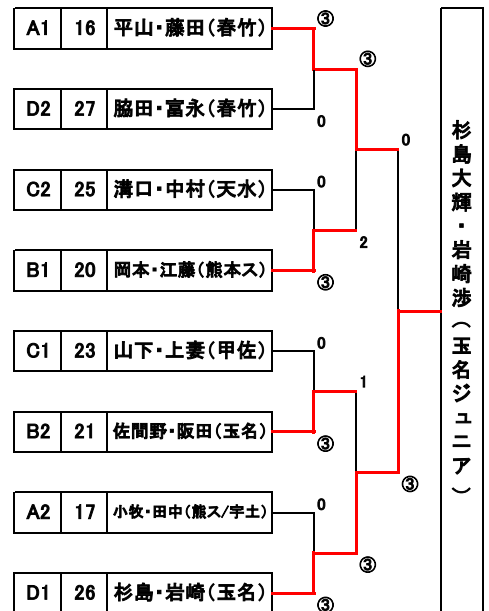 A1 16 平山・藤田(春竹) ③
③
D2 27 脇田・富永(春竹) 0
0
C2 25 溝口・中村(天水) 0
2
B1 20 岡本・江藤(熊本ス) ③
C1 23 山下・上妻(甲佐) 0
1
B2 21 佐間野・阪田(玉名) ③
③
A2 17 小牧・田中(熊ス/宇土) 0
③
D1 26 杉島・岩崎(玉名) ③
杉島大輝・岩崎渉(玉名ジュニア)